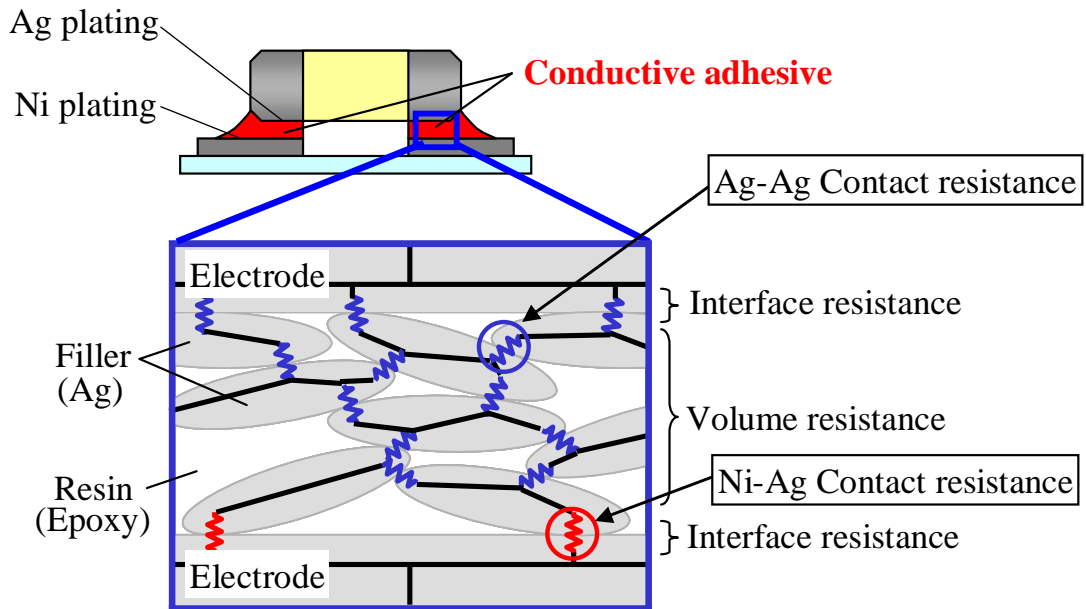 Ag plating
Conductive adhesive
Ni plating
Ag-Ag Contact resistance
Electrode
Interface resistance
Filler
(Ag)
Volume resistance
Ni-Ag Contact resistance
Resin
(Epoxy)
Interface resistance
Electrode